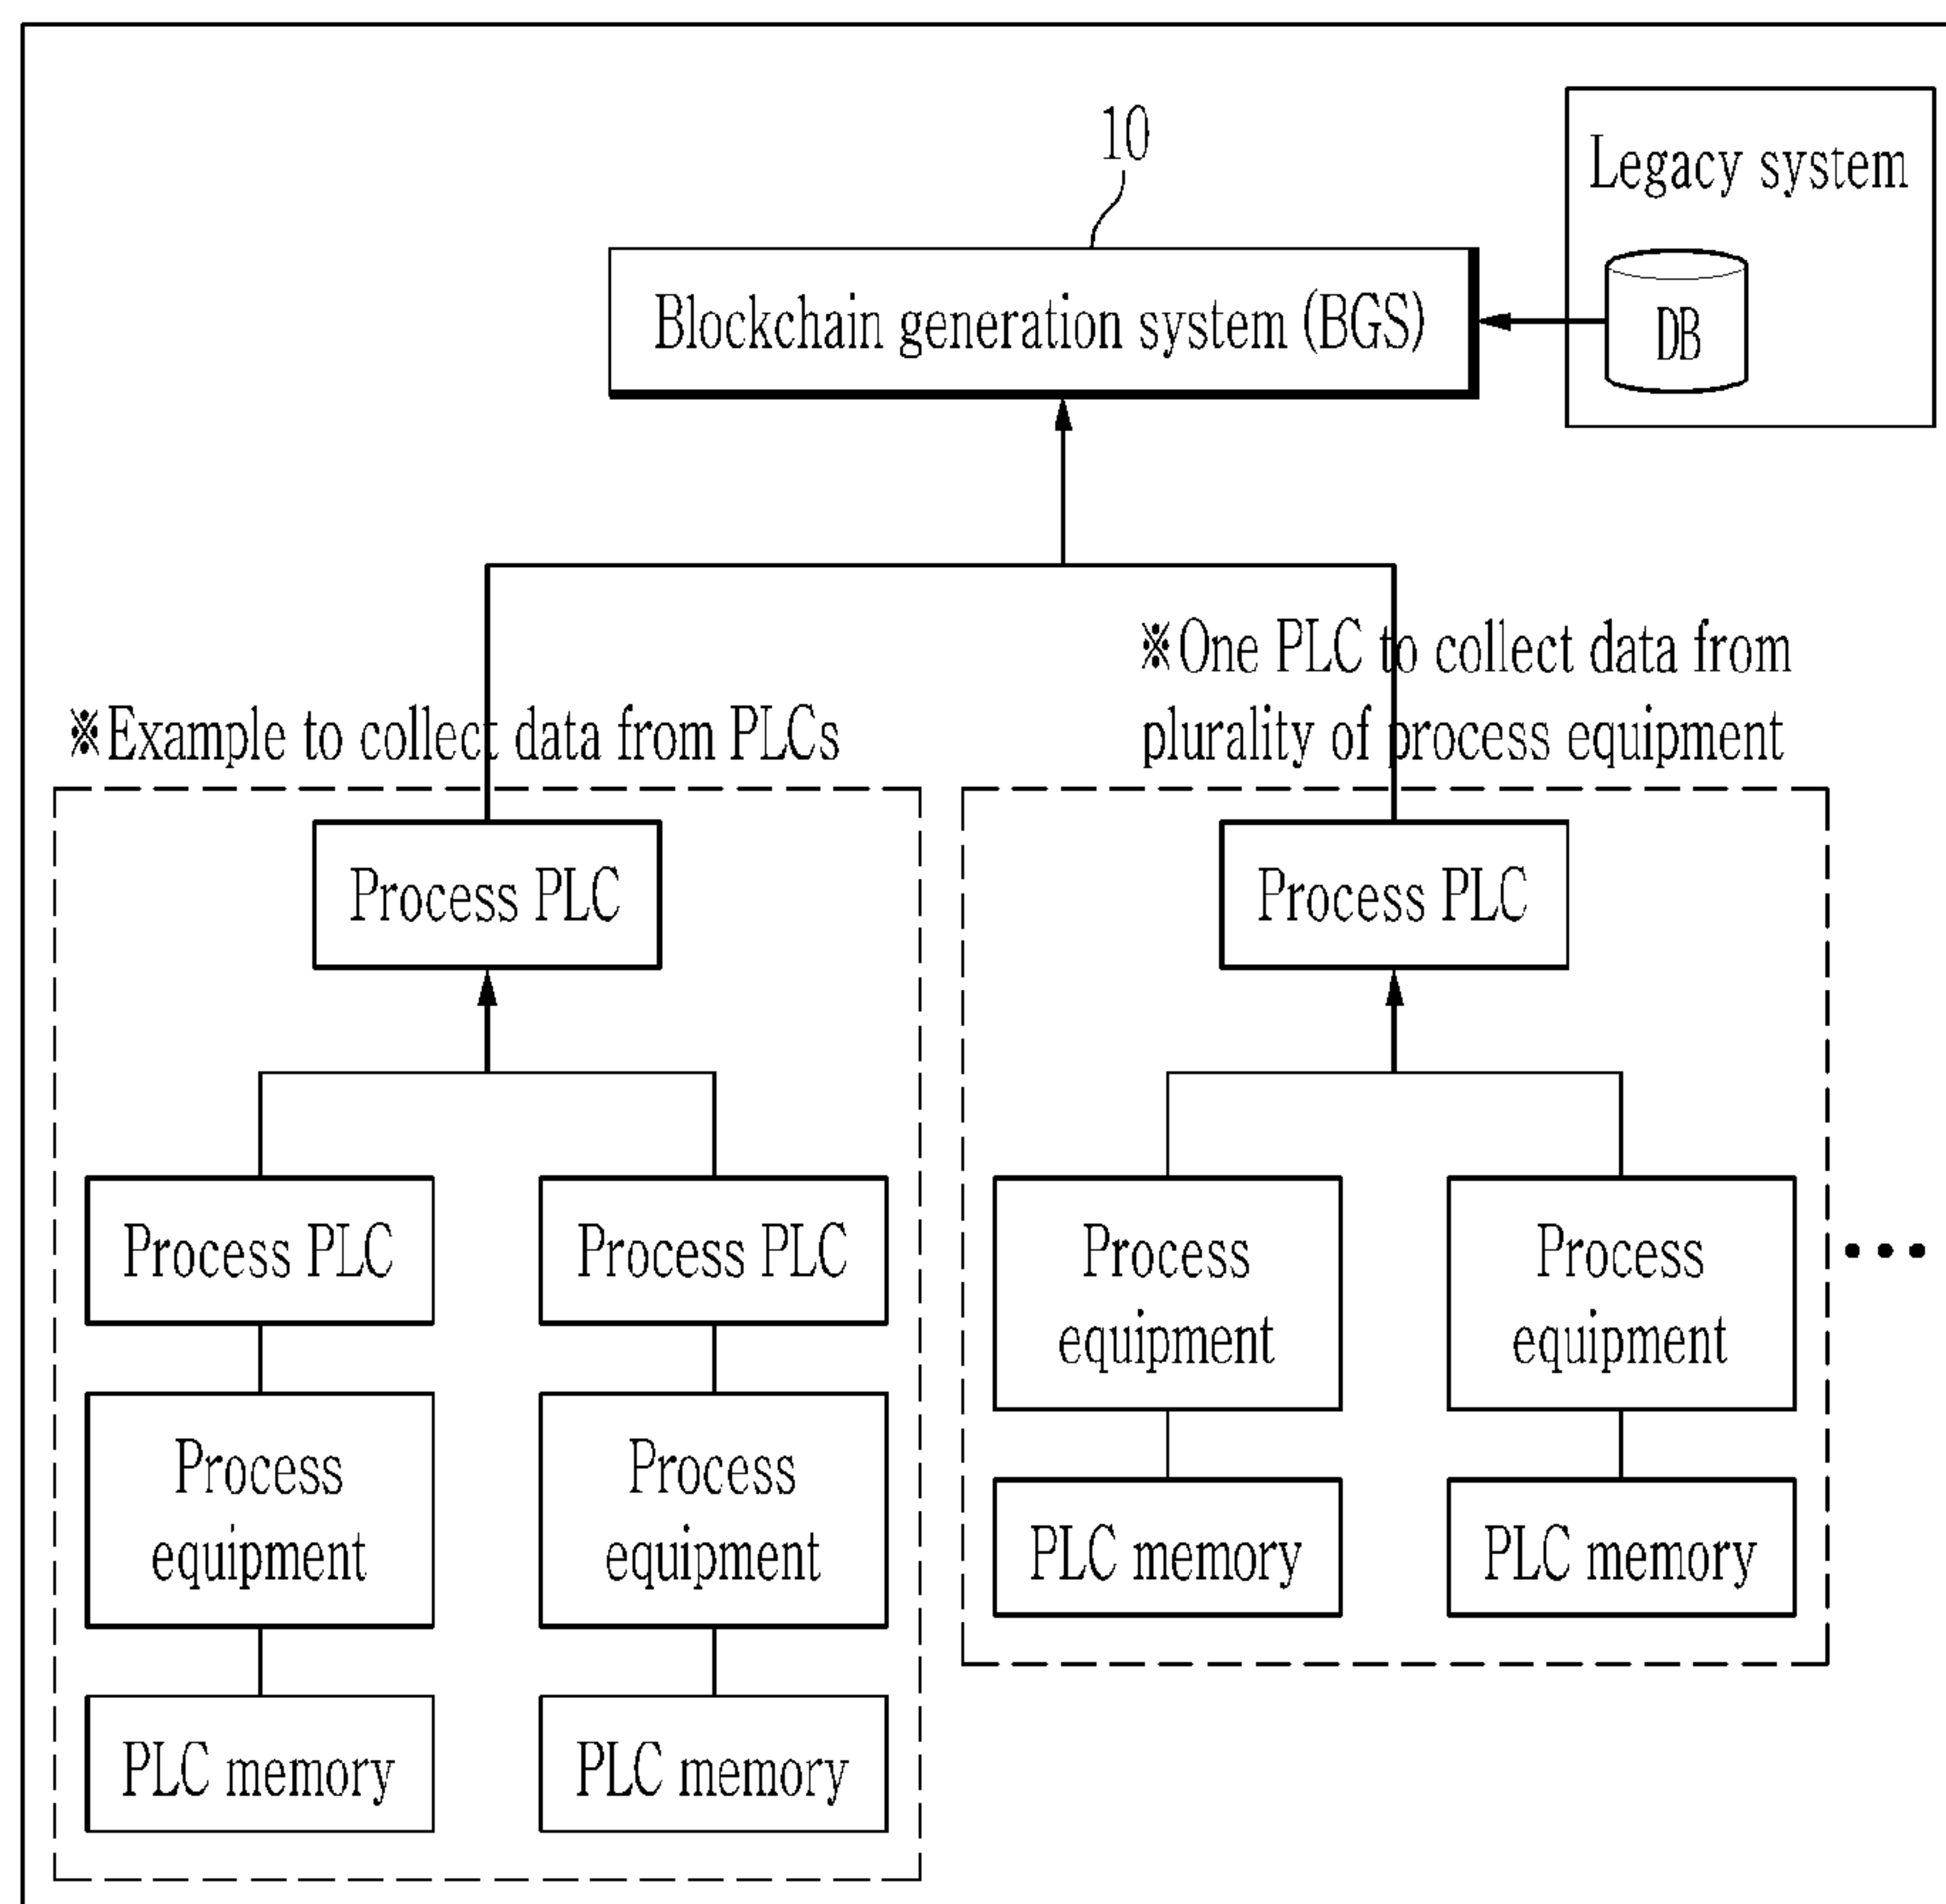 10
Legacy system
Blockchain generation system (BGS)
DB
※Example to collect data from PLCs
※One PLC to collect data from
plurality of process equipment
Process PLC
Process PLC
Process PLC
Process PLC
Process
equipment
Process
equipment
PLC memory
PLC memory
Process
equipment
Process
equipment
PLC memory
PLC memory
•••